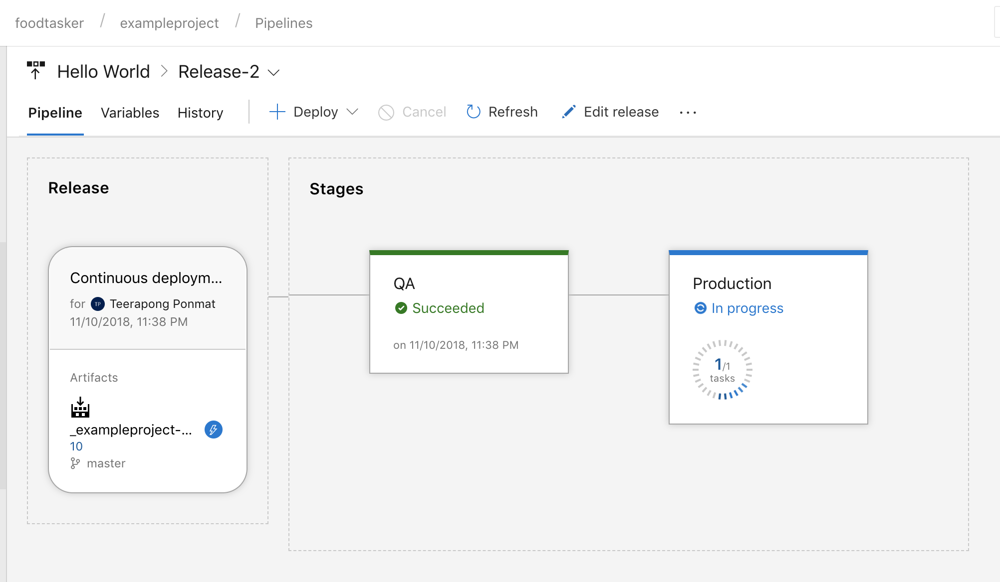 foodtasker / exampleproject / Pipelines
Hello World > Release-2
Pipeline Variables History Deploy Cancel Refresh Edit release ...
Release
Continuous deploym...
for TP Teerapong Ponmat
11/10/2018, 11:38 PM
Artifacts
_exampleproject-...
10
master
Stages
QA
Succeeded
on 11/10/2018, 11:38 PM
Production
In progress
1/1
tasks